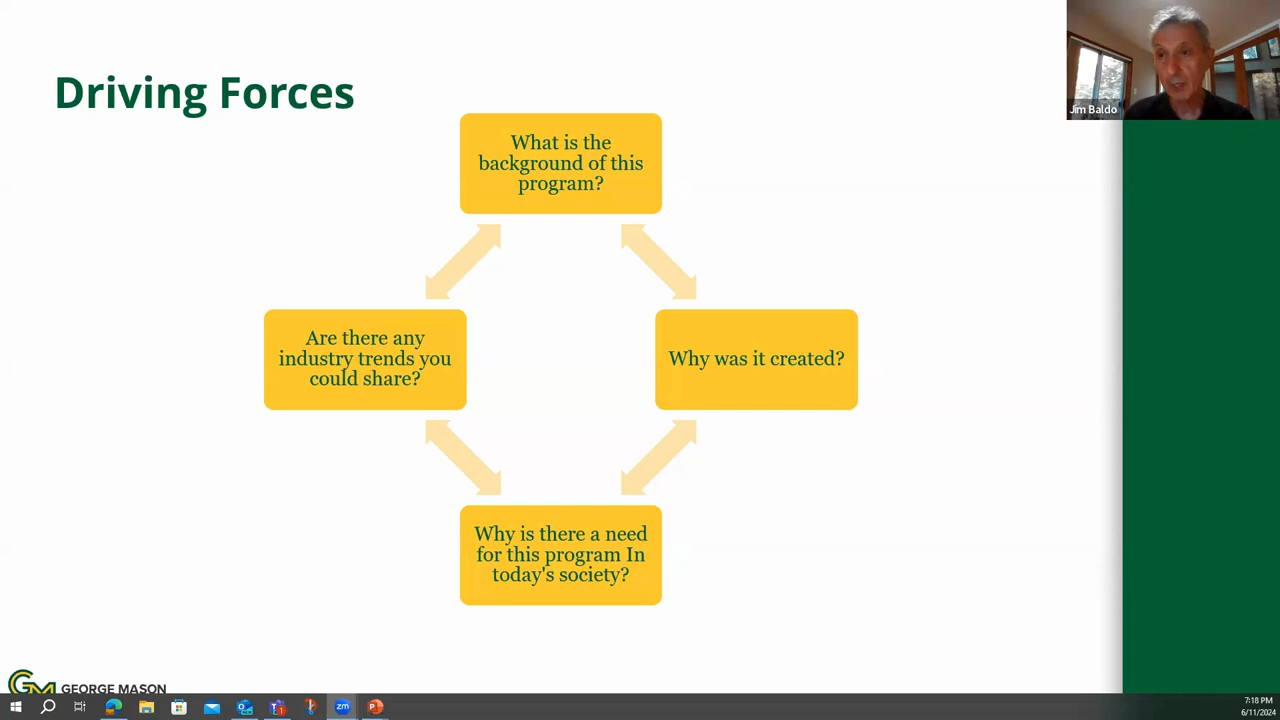 Driving Forces
Jim Baldo
What is the
background of this
program?
Are there any
industry trends you
could share?
Why was it created?
Why is there a need
for this program In
today's society?
GM
GEORGE MASON
zm
7:18 PM
6/11/2024